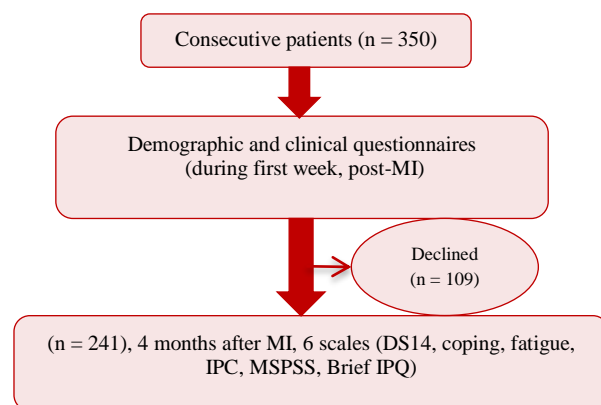 Consecutive patients (n = 350)
Demographic and clinical questionnaires
(during first week, post-MI)
Declined
(n = 109)
(n = 241), 4 months after MI, 6 scales (DS14, coping, fatigue,
IPC, MSPSS, Brief IPQ)